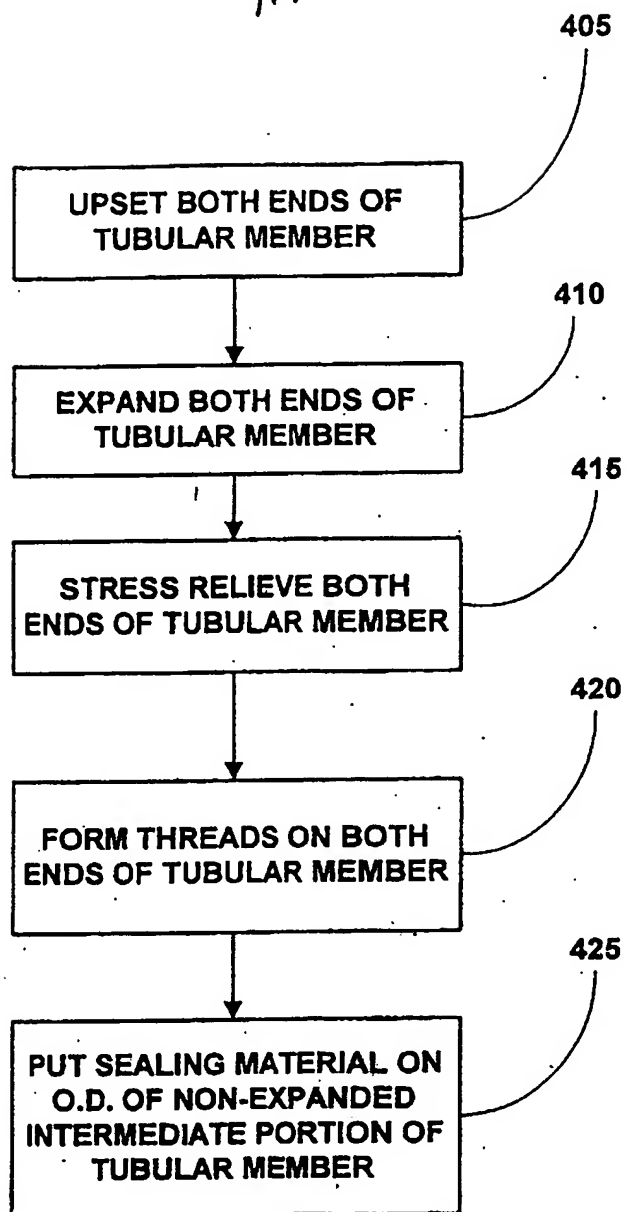 405
UPSET BOTH ENDS OF
TUBULAR MEMBER
410
EXPAND BOTH ENDS OF
TUBULAR MEMBER
415
STRESS RELIEVE BOTH
ENDS OF TUBULAR MEMBER
420
FORM THREADS ON BOTH
ENDS OF TUBULAR MEMBER
425
PUT SEALING MATERIAL ON
O.D. OF NON-EXPANDED
INTERMEDIATE PORTION OF
TUBULAR MEMBER